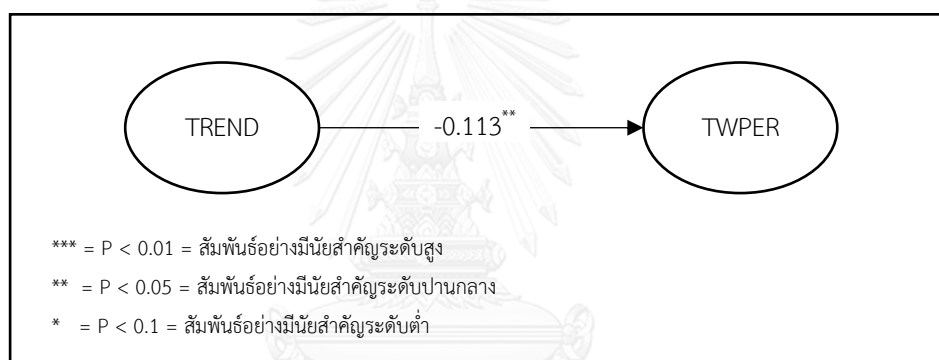 TREND -0.113** TWPER
*** = P < 0.01 = สัมพันธ์อย่างมีนัยสำคัญระดับสูง
** = P < 0.05 = สัมพันธ์อย่างมีนัยสำคัญระดับปานกลาง
* = P < 0.1 = สัมพันธ์อย่างมีนัยสำคัญระดับต่ำ